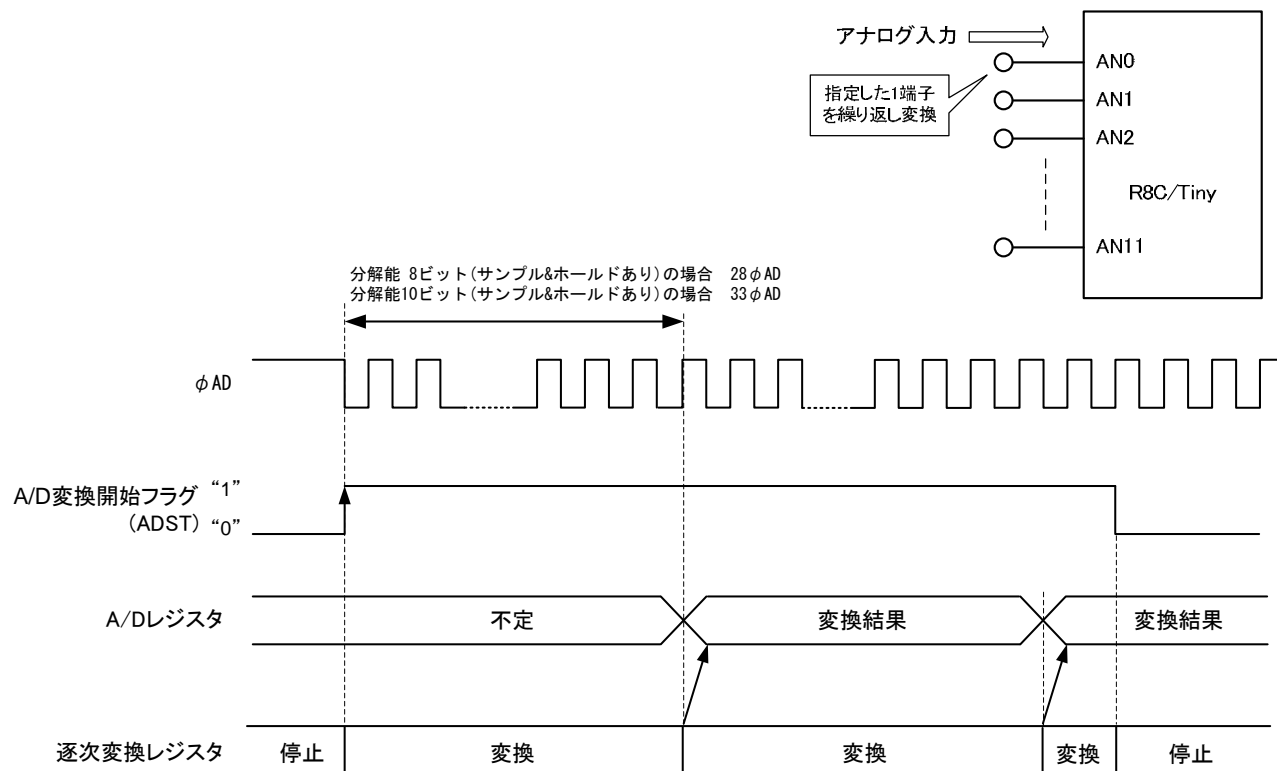 アナログ入力
AN0
指定した1端子
を繰り返し変換
AN1
AN2
R8C/Tiny
AN11
分解能 8ビット(サンプル&ホールドあり)の場合 28φAD
分解能10ビット(サンプル&ホールドあり)の場合 33φAD
φAD
A/D変換開始フラグ “1”
(ADST) “0”
A/Dレジスタ 不定 変換結果 変換結果
逐次変換レジスタ 停止 変換 変換 変換 停止